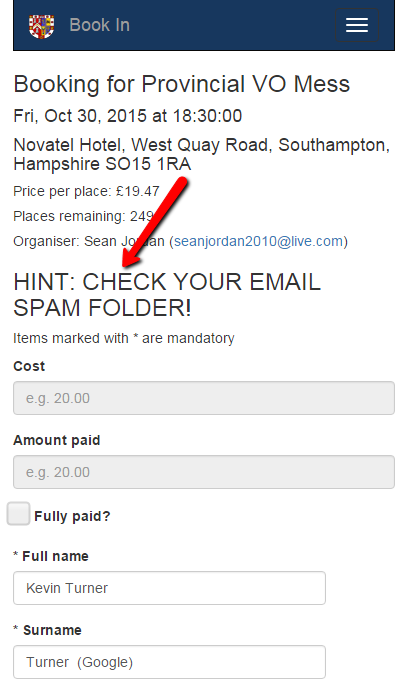 Book In
Booking for Provincial VO Mess
Fri, Oct 30, 2015 at 18:30:00
Novatel Hotel, West Quay Road, Southampton,
Hampshire SO15 1RA
Price per place: £19.47
Places remaining: 249
Organiser: Sean Jordan (seanjordan2010@live.com)
HINT: CHECK YOUR EMAIL
SPAM FOLDER!
Items marked with * are mandatory
Cost
e.g. 20.00
Amount paid
e.g. 20.00
Fully paid?
* Full name
Kevin Turner
* Surname
Turner (Google)